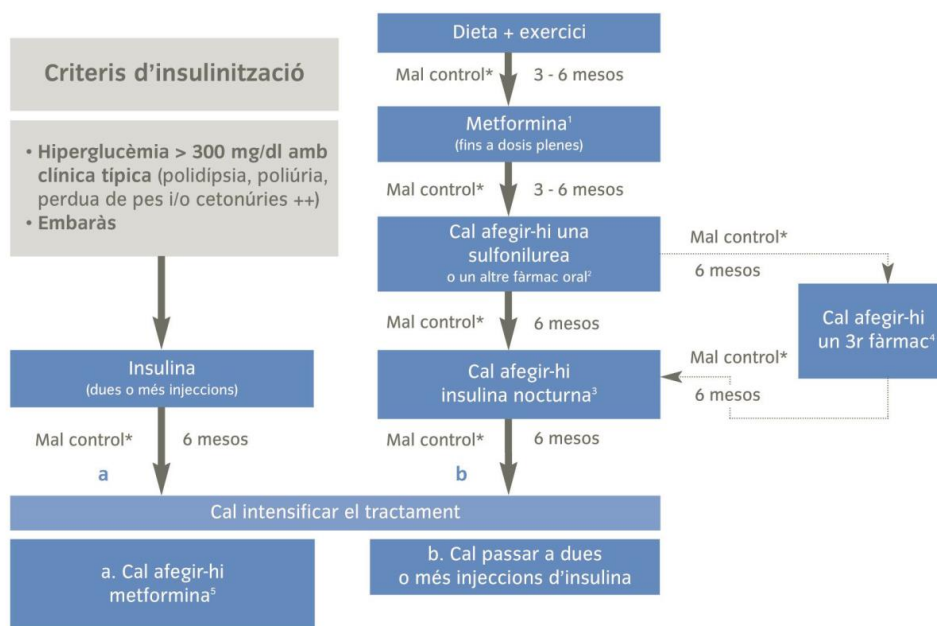 Criteris d'insulinització
• Hiperglucèmia > 300 mg/dl amb
clínica típica (polidípsia, poliúria,
perdua de pes i/o cetonúries ++)
• Embaràs
Insulina
(dues o més injeccions)
Mal control* 6 mesos
a
Dieta + exercici
Mal control* 3 - 6 mesos
Metformina¹
(fins a dosis plenes)
Mal control* 3 - 6 mesos
Cal afegir-hi una
sulfonilurea
o un altre fàrmac oral²
Mal control*
6 mesos
Cal afegir-hi
un 3r fàrmac⁴
Mal control*
6 mesos
Mal control* 6 mesos
Cal afegir-hi
insulina nocturna³
Mal control* 6 mesos
b
Cal intensificar el tractament
a. Cal afegir-hi
metformina⁵
b. Cal passar a dues
o més injeccions d'insulina